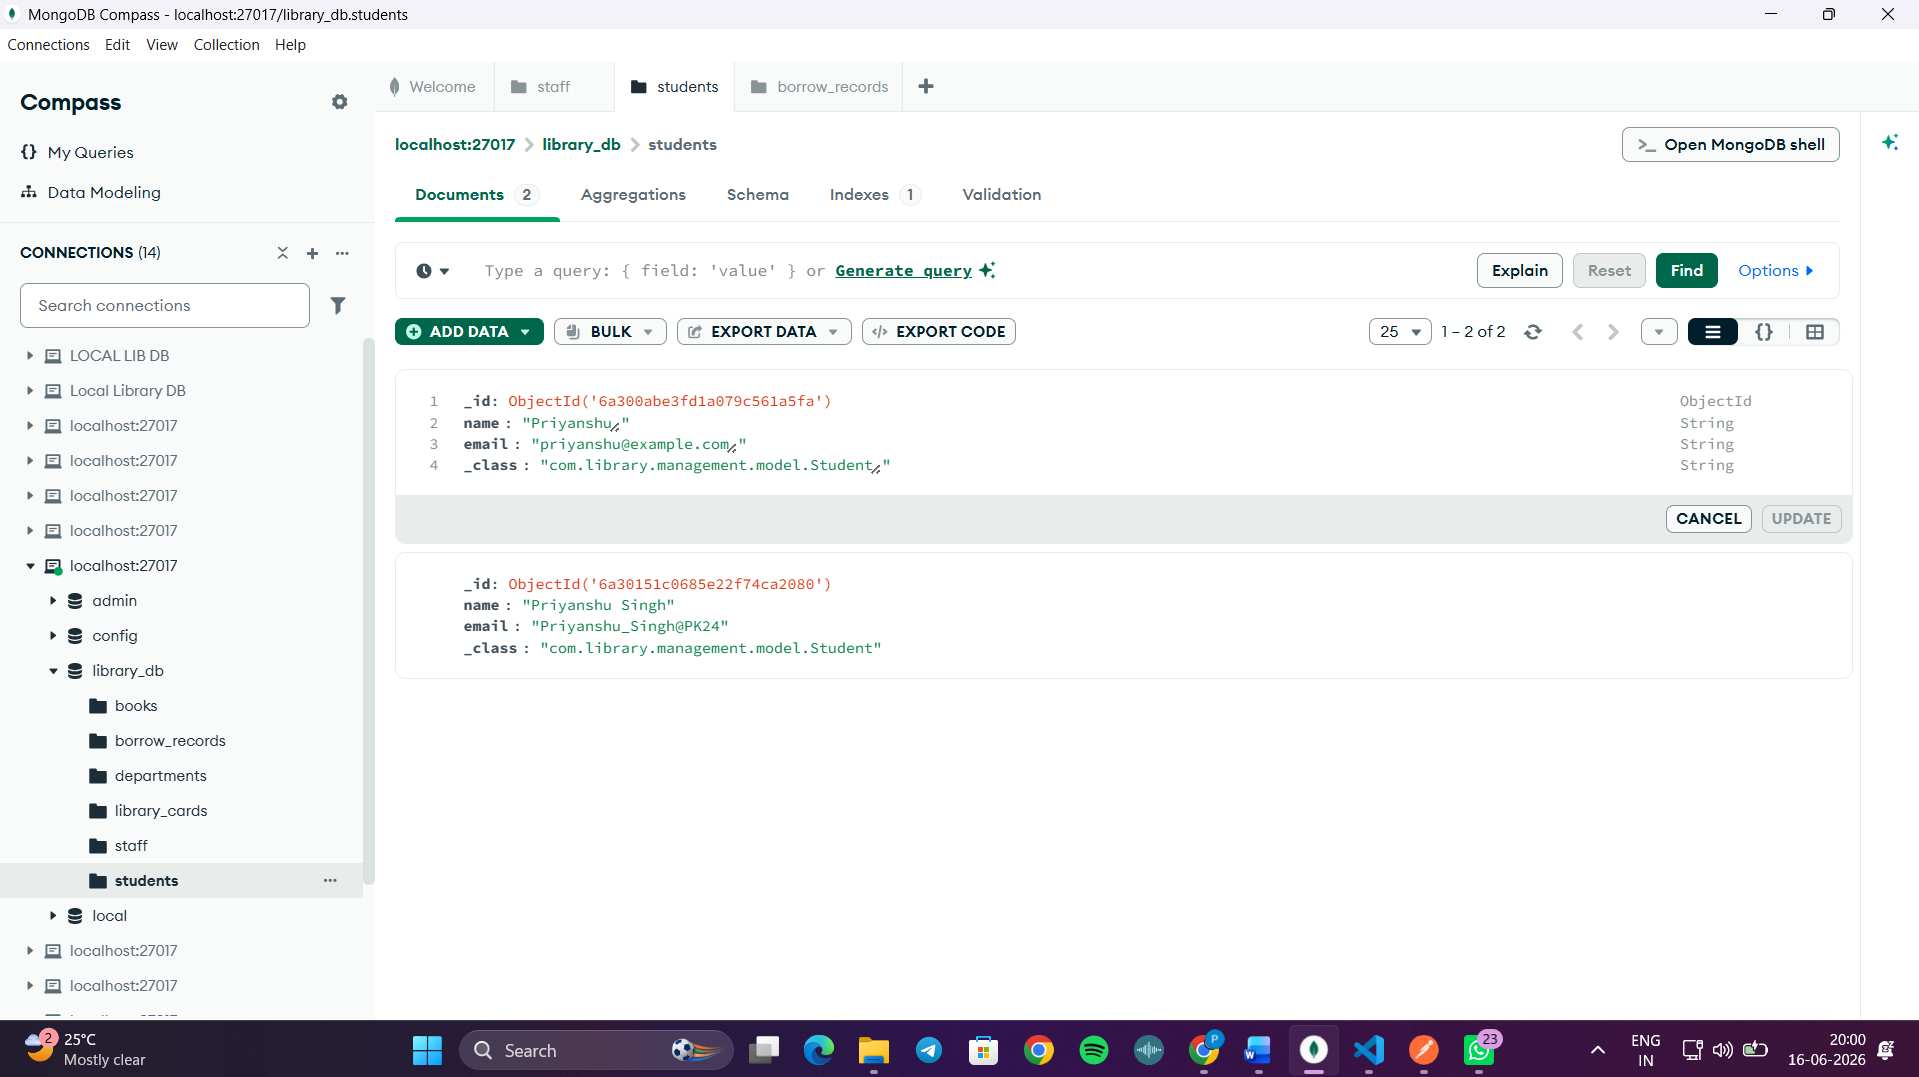 MongoDB Compass - localhost:27017/library_db.students
Connections Edit View Collection Help
Compass
My Queries
Data Modeling
CONNECTIONS (14)
Search connections
LOCAL LIB DB
Local Library DB
localhost:27017
localhost:27017
localhost:27017
localhost:27017
localhost:27017
admin
config
library_db
books
borrow_records
departments
library_cards
staff
students
local
localhost:27017
localhost:27017
Welcome staff students borrow_records
localhost:27017 > library_db > students
Open MongoDB shell
Documents 2 Aggregations Schema Indexes 1 Validation
Type a query: { field: 'value' } or Generate query
Explain Reset Find Options
ADD DATA BULK EXPORT DATA EXPORT CODE
25 1 – 2 of 2
1 _id: ObjectId('6a300abe3fd1a079c561a5fa') ObjectId
2 name : "Priyanshu" String
3 email : "priyanshu@example.com" String
4 _class : "com.library.management.model.Student" String
CANCEL UPDATE
_id: ObjectId('6a30151c0685e22f74ca2080')
name : "Priyanshu Singh"
email : "Priyanshu_Singh@PK24"
_class : "com.library.management.model.Student"
2 25°C
Mostly clear
Search
P
23
ENG
IN
20:00
16-06-2026